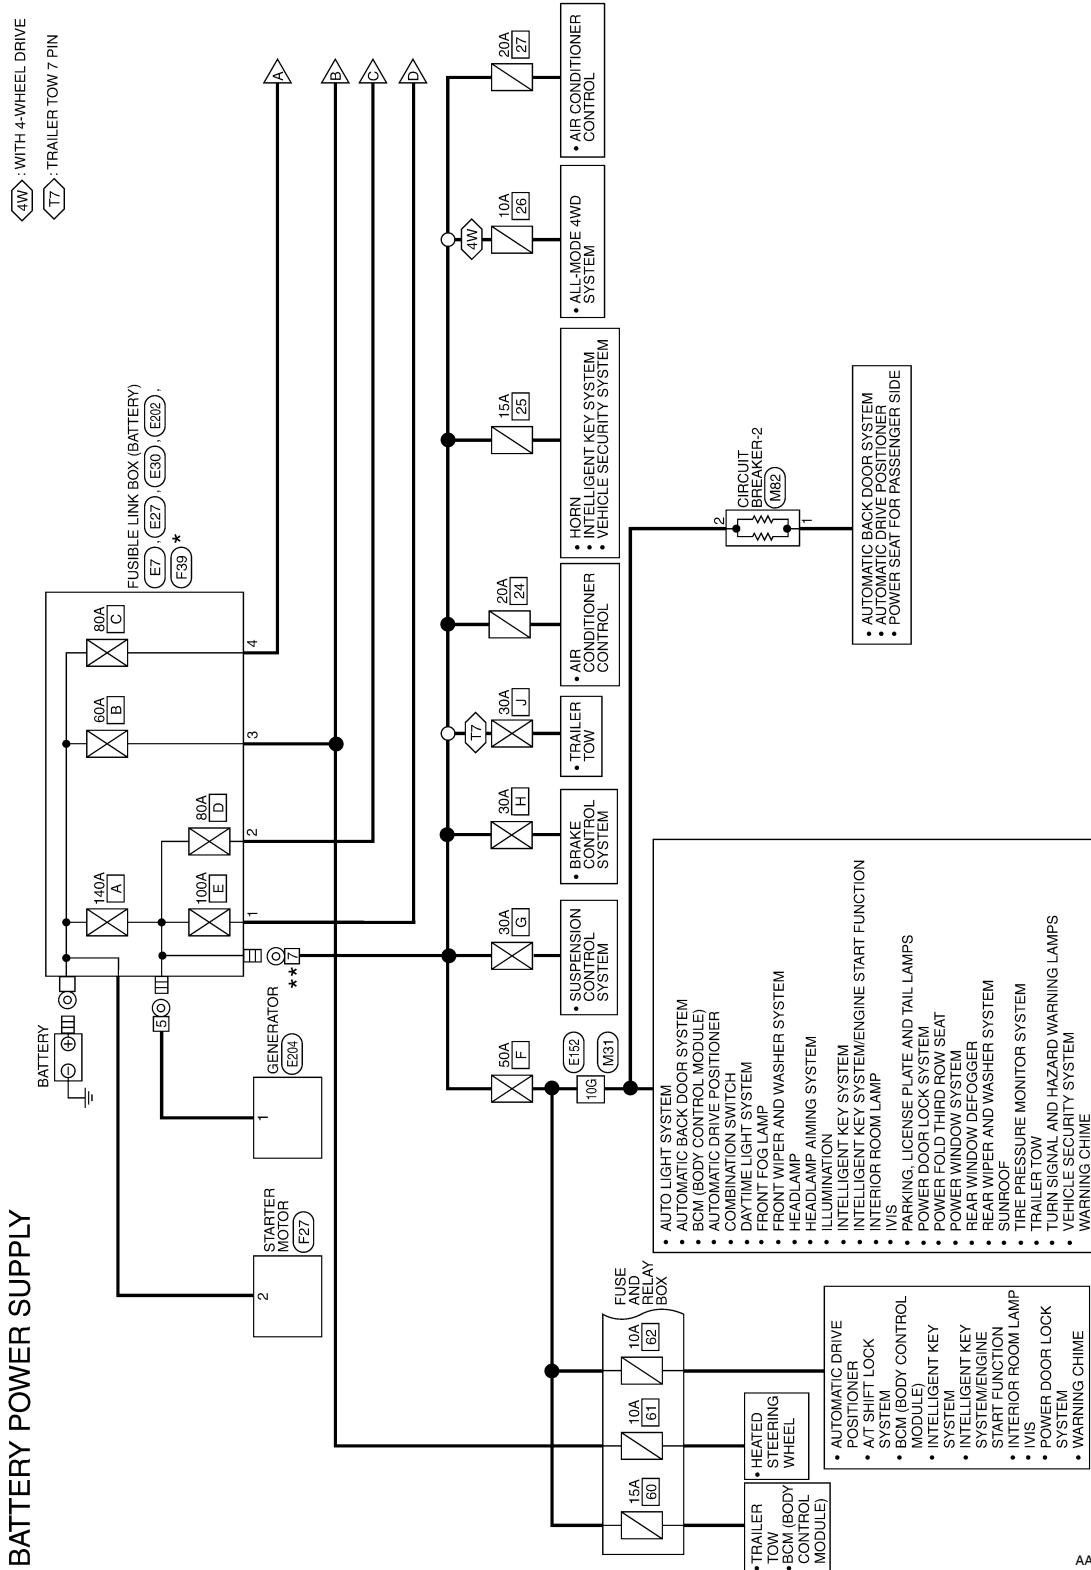 BATTERY POWER SUPPLY
4W : WITH 4-WHEEL DRIVE
T7 : TRAILER TOW 7 PIN
BATTERY
FUSIBLE LINK BOX (BATTERY)
E7 , E27 , E30 , E202 ,
F39 *
140A
A
60A
B
80A
C
100A
E
80A
D
1
2
3
4
5
** 7
A
B
C
D
STARTER
MOTOR
F27
2
GENERATOR
E204
1
50A
F
30A
G
30A
H
T7
30A
J
20A
24
15A
25
4W
10A
26
20A
27
• SUSPENSION
CONTROL
SYSTEM
• BRAKE
CONTROL
SYSTEM
• TRAILER
TOW
• AIR
CONDITIONER
CONTROL
• HORN
• INTELLIGENT KEY SYSTEM
• VEHICLE SECURITY SYSTEM
• ALL-MODE 4WD
SYSTEM
• AIR CONDITIONER
CONTROL
E152
10G
M31
CIRCUIT
BREAKER-2
M82
2
1
• AUTOMATIC BACK DOOR SYSTEM
• AUTOMATIC DRIVE POSITIONER
• POWER SEAT FOR PASSENGER SIDE
• AUTO LIGHT SYSTEM
• AUTOMATIC BACK DOOR SYSTEM
• BCM (BODY CONTROL MODULE)
• AUTOMATIC DRIVE POSITIONER
• COMBINATION SWITCH
• DAYTIME LIGHT SYSTEM
• FRONT FOG LAMP
• FRONT WIPER AND WASHER SYSTEM
• HEADLAMP
• HEADLAMP AIMING SYSTEM
• ILLUMINATION
• INTELLIGENT KEY SYSTEM
• INTELLIGENT KEY SYSTEM/ENGINE START FUNCTION
• INTERIOR ROOM LAMP
• IVIS
• PARKING, LICENSE PLATE AND TAIL LAMPS
• POWER DOOR LOCK SYSTEM
• POWER FOLD THIRD ROW SEAT
• POWER WINDOW SYSTEM
• REAR WINDOW DEFOGGER
• REAR WIPER AND WASHER SYSTEM
• SUNROOF
• TIRE PRESSURE MONITOR SYSTEM
• TRAILER TOW
• TURN SIGNAL AND HAZARD WARNING LAMPS
• VEHICLE SECURITY SYSTEM
• WARNING CHIME
FUSE
AND
RELAY
BOX
15A
60
10A
61
10A
62
• TRAILER
TOW
• BCM (BODY
CONTROL
MODULE)
• HEATED
STEERING
WHEEL
• AUTOMATIC DRIVE
POSITIONER
• A/T SHIFT LOCK
SYSTEM
• BCM (BODY CONTROL
MODULE)
• INTELLIGENT KEY
SYSTEM
• INTELLIGENT KEY
SYSTEM/ENGINE
START FUNCTION
• INTERIOR ROOM LAMP
• IVIS
• POWER DOOR LOCK
SYSTEM
• WARNING CHIME
AA